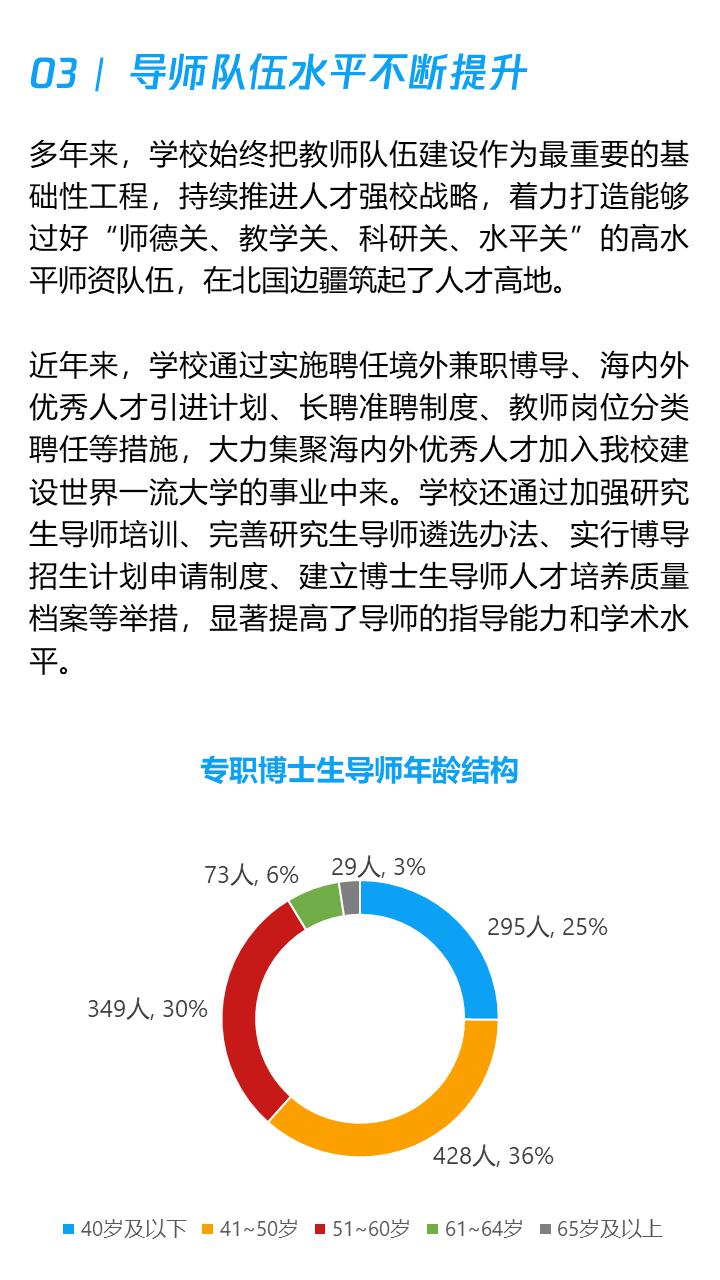 03 | 导师队伍水平不断提升
多年来，学校始终把教师队伍建设作为最重要的基
础性工程，持续推进人才强校战略，着力打造能够
过好“师德关、教学关、科研关、水平关”的高水
平师资队伍，在北国边疆筑起了人才高地。
近年来，学校通过实施聘任境外兼职博导、海内外
优秀人才引进计划、长聘准聘制度、教师岗位分类
聘任等措施，大力集聚海内外优秀人才加入我校建
设世界一流大学的事业中来。学校还通过加强研究
生导师培训、完善研究生导师遴选办法、实行博导
招生计划申请制度、建立博士生导师人才培养质量
档案等举措，显著提高了导师的指导能力和学术水
平。
专职博士生导师年龄结构
29人, 3%
73人, 6%
295人, 25%
349人, 30%
428人, 36%
40岁及以下 41~50岁 51~60岁 61~64岁 65岁及以上